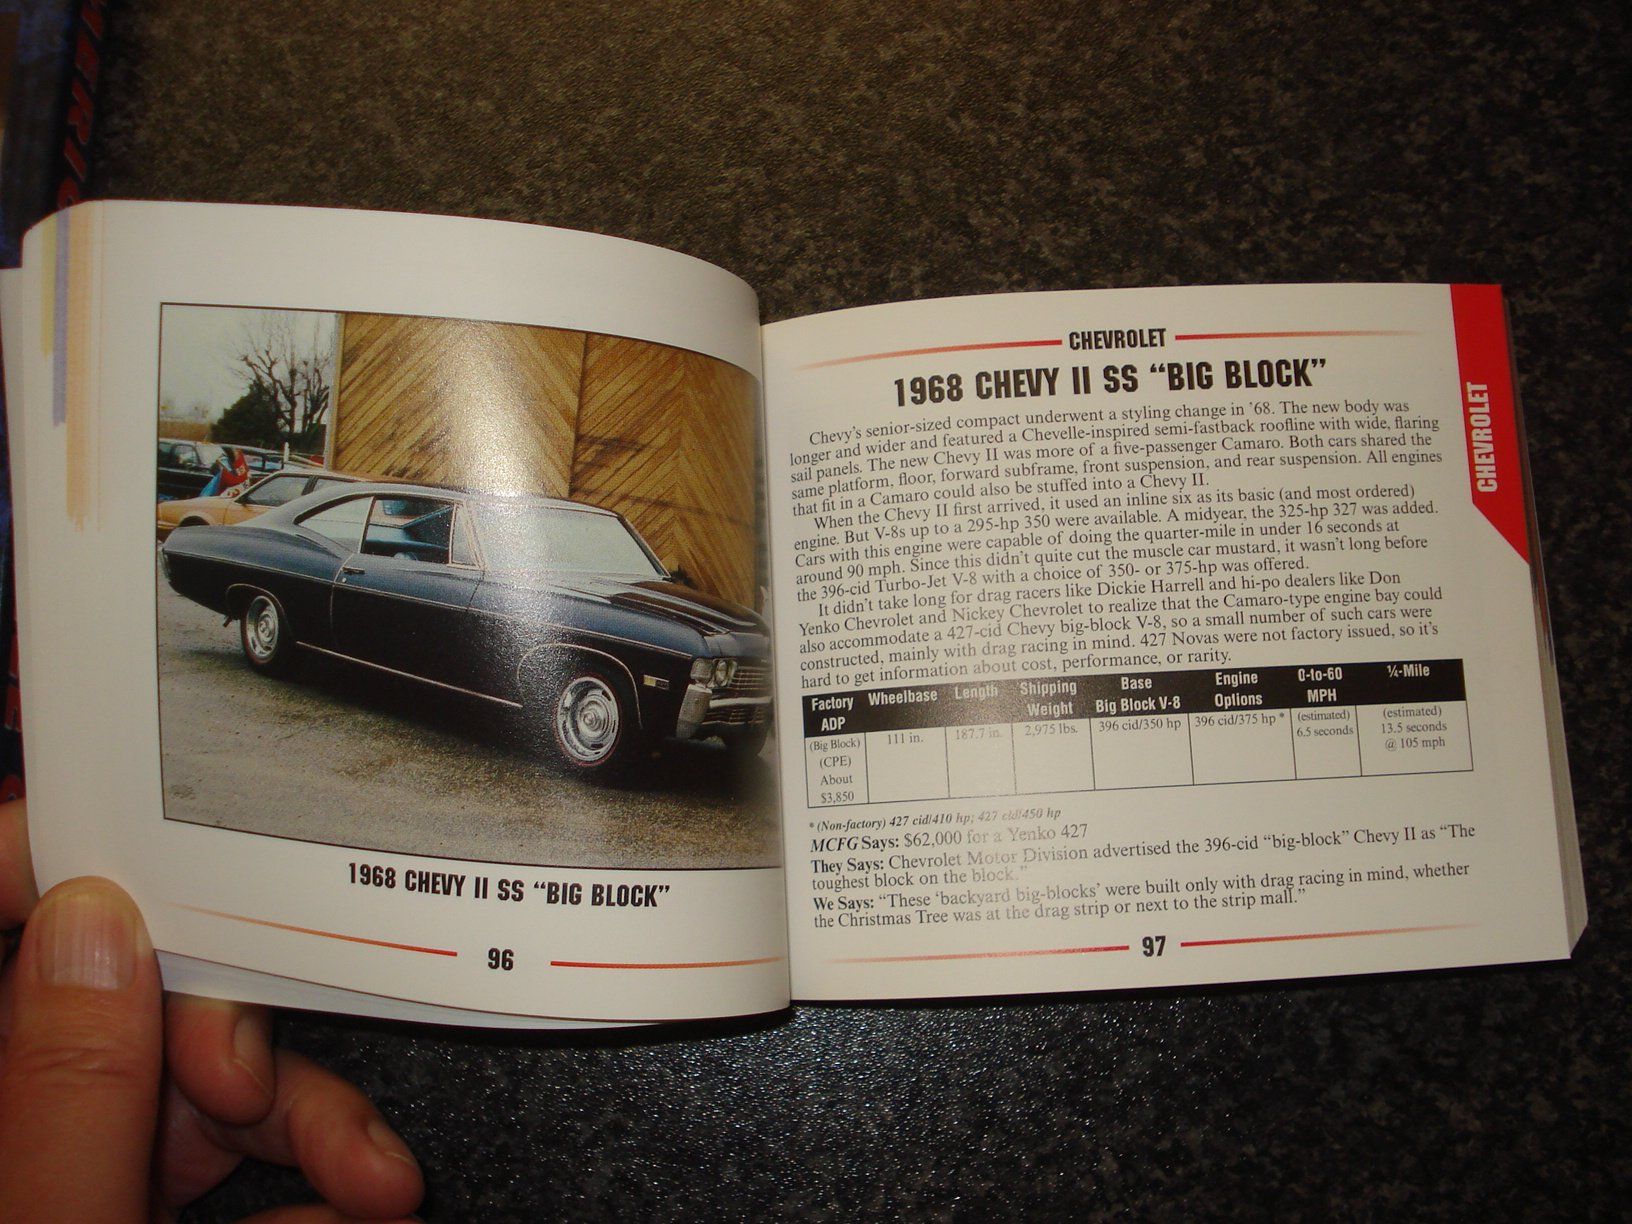 1968 CHEVY II SS “BIG BLOCK”
96
CHEVROLET
1968 CHEVY II SS “BIG BLOCK”
Chevy’s senior-sized compact underwent a styling change in ’68. The new body was
longer and wider and featured a Chevelle-inspired semi-fastback roofline with wide, flaring
sail panels. The new Chevy II was more of a five-passenger Camaro. Both cars shared the
same platform, floor, forward subframe, front suspension, and rear suspension. All engines
that fit in a Camaro could also be stuffed into a Chevy II.
When the Chevy II first arrived, it used an inline six as its basic (and most ordered)
engine. But V-8s up to a 295-hp 350 were available. A midyear, the 325-hp 327 was added.
Cars with this engine were capable of doing the quarter-mile in under 16 seconds at
around 90 mph. Since this didn’t quite cut the muscle car mustard, it wasn’t long before
the 396-cid Turbo-Jet V-8 with a choice of 350- or 375-hp was offered.
It didn’t take long for drag racers like Dickie Harrell and hi-po dealers like Don
Yenko Chevrolet and Nickey Chevrolet to realize that the Camaro-type engine bay could
also accommodate a 427-cid Chevy big-block V-8, so a small number of such cars were
constructed, mainly with drag racing in mind. 427 Novas were not factory issued, so it’s
hard to get information about cost, performance, or rarity.
Factory ADP Wheelbase Length Shipping Weight Base Big Block V-8 Engine Options 0-to-60 MPH ¼-Mile
(Big Block) (CPE) About $3,850 111 in. 187.7 in. 2,975 lbs. 396 cid/350 hp 396 cid/375 hp * (estimated) 6.5 seconds (estimated) 13.5 seconds @ 105 mph
* (Non-factory) 427 cid/410 hp; 427 cid/450 hp
MCFG Says: $62,000 for a Yenko 427
They Says: Chevrolet Motor Division advertised the 396-cid “big-block” Chevy II as “The
toughest block on the block.”
We Says: “These ‘backyard big-blocks’ were built only with drag racing in mind, whether
the Christmas Tree was at the drag strip or next to the strip mall.”
97
CHEVROLET